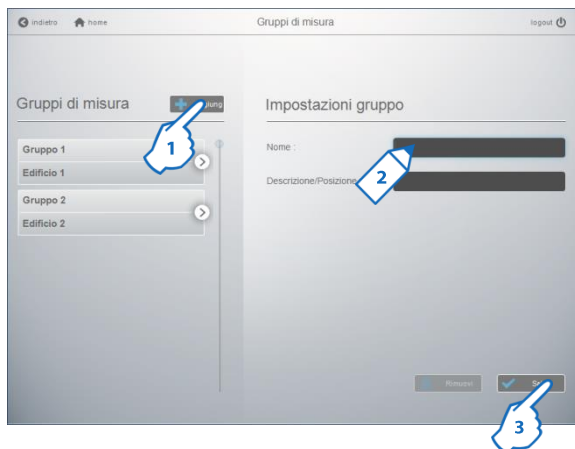 indietro home Gruppi di misura logout
Gruppi di misura
Impostazioni gruppo
1
Gruppo 1
Edificio 1
Gruppo 2
Edificio 2
Nome :
Descrizione/Posizione
2
Rimuovi
3